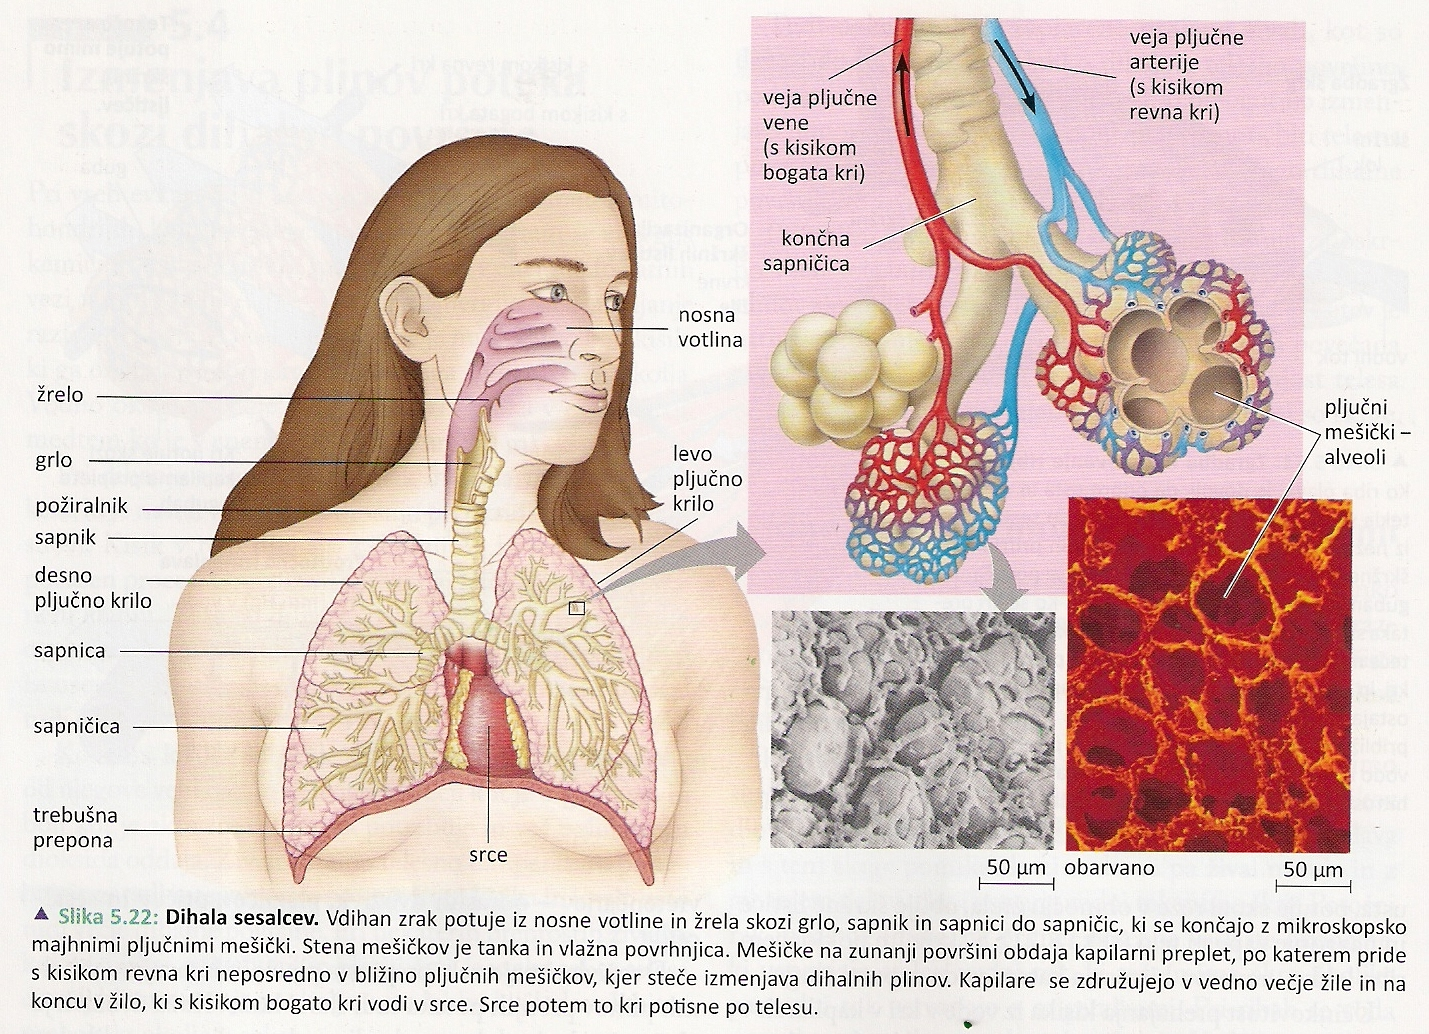 veja pljučne
arterije
(s kisikom
revna kri)
veja pljučne
vene
(s kisikom
bogata kri)
končna
sapničica
nosna
votlina
žrelo
grlo
požiralnik
sapnik
desno
pljučno krilo
sapnica
sapničica
trebušna
prepona
levo
pljučno
krilo
srce
pljučni
mešički –
alveoli
50 µm
obarvano
50 µm
▲ Slika 5.22: Dihala sesalcev. Vdihan zrak potuje iz nosne votline in žrela skozi grlo, sapnik in sapnici do sapničic, ki se končajo z mikroskopsko
majhnimi pljučnimi mešički. Stena mešičkov je tanka in vlažna povrhnjica. Mešičke na zunanji površini obdaja kapilarni preplet, po katerem pride
s kisikom revna kri neposredno v bližino pljučnih mešičkov, kjer steče izmenjava dihalnih plinov. Kapilare se združujejo v vedno večje žile in na
koncu v žilo, ki s kisikom bogato kri vodi v srce. Srce potem to kri potisne po telesu.